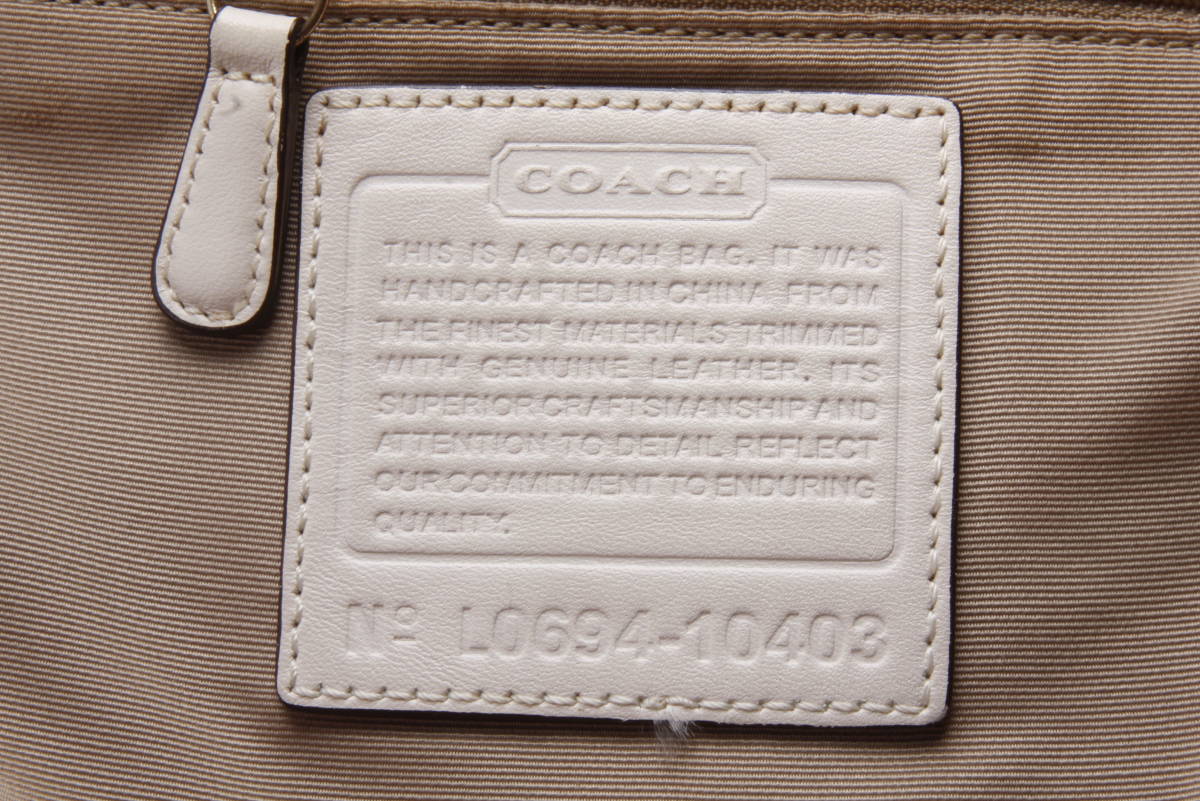 COACH
THIS IS A COACH BAG. IT WAS
HANDCRAFTED IN CHINA FROM
THE FINEST MATERIALS TRIMMED
WITH GENUINE LEATHER. ITS
SUPERIOR CRAFTSMANSHIP AND
ATTENTION TO DETAIL REFLECT
OUR COMMITMENT TO ENDURING
QUALITY.
Nº L0694-10403